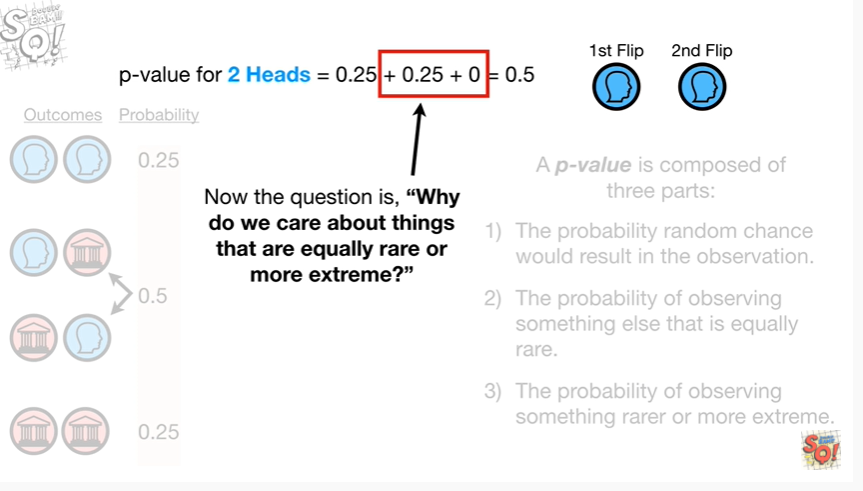 p-value for 2 Heads = 0.25 + 0.25 + 0 = 0.5
1st Flip 2nd Flip
Outcomes Probability
0.25
0.5
0.25
Now the question is, “Why
do we care about things
that are equally rare or
more extreme?”
A p-value is composed of
three parts:
1) The probability random chance
would result in the observation.
2) The probability of observing
something else that is equally
rare.
3) The probability of observing
something rarer or more extreme.
SQ!